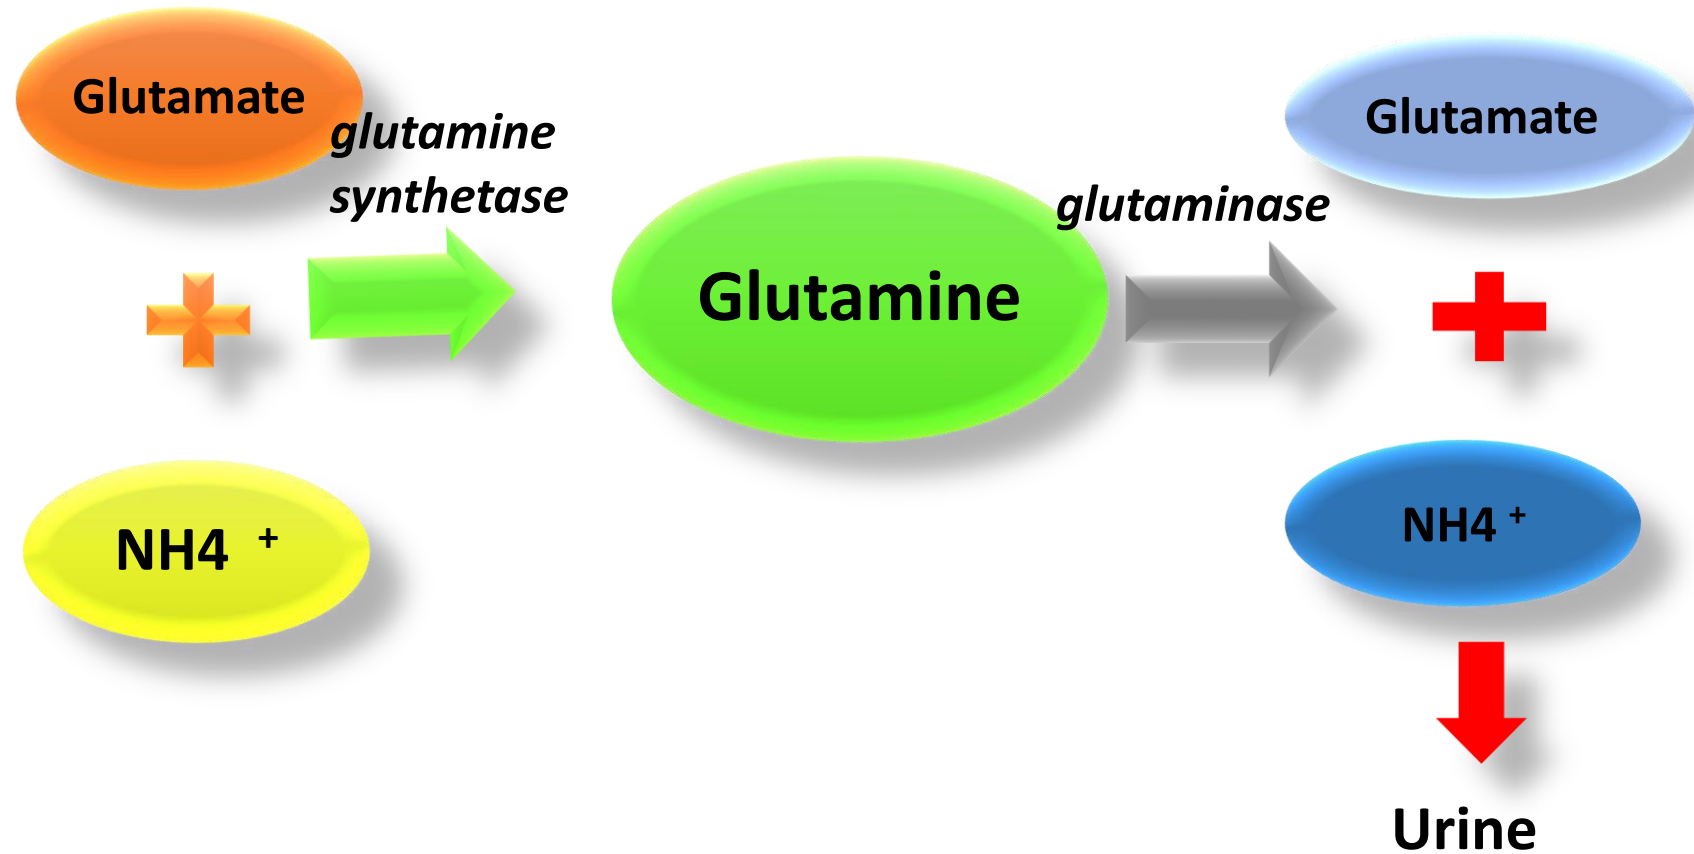 Glutamate
glutamine
synthetase
NH4 +
Glutamine
glutaminase
Glutamate
NH4 +
Urine